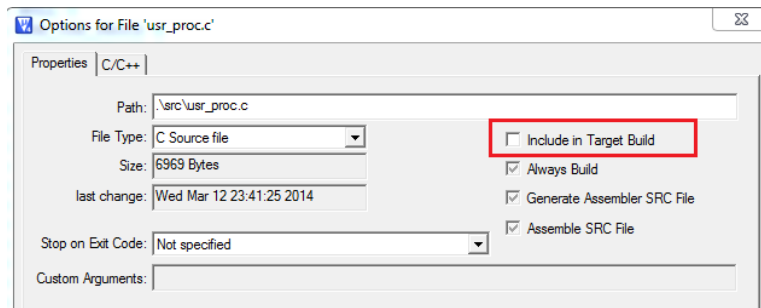 Options for File 'usr_proc.c'
Properties C/C++
Path: .\src\usr_proc.c
File Type: C Source file
Include in Target Build
Size: 6969 Bytes
Always Build
last change: Wed Mar 12 23:41:25 2014
Generate Assembler SRC File
Assemble SRC File
Stop on Exit Code: Not specified
Custom Arguments: